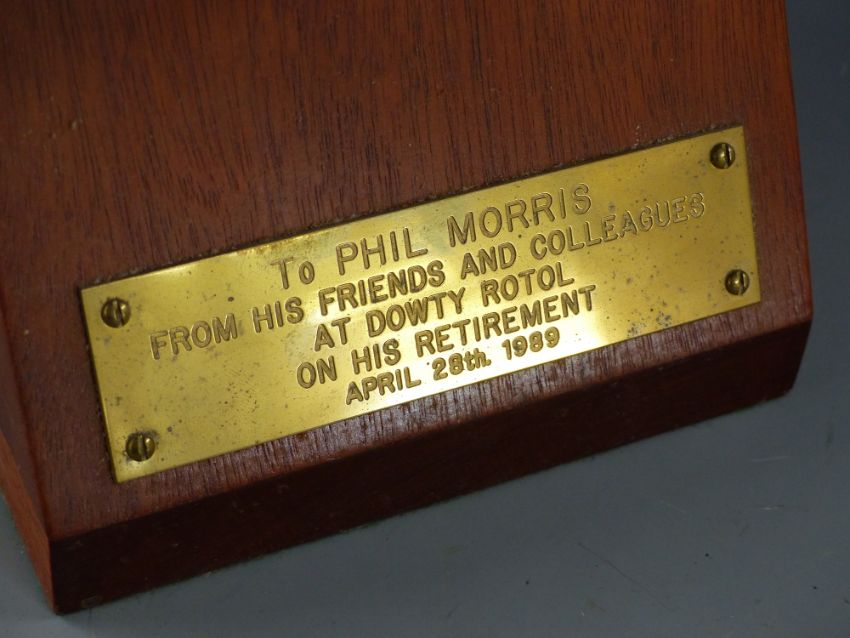 To PHIL MORRIS
FROM HIS FRIENDS AND COLLEAGUES
AT DOWTY ROTOL
ON HIS RETIREMENT
APRIL 28th. 1989